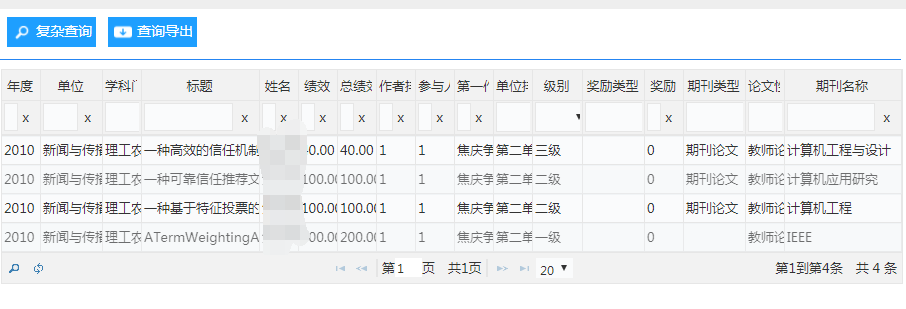 复杂查询 查询导出
年度 单位 学科门 标题 姓名 绩效 总绩效 作者排 参与人 第一作 单位排 级别 奖励类型 奖励 期刊类型 论文性 期刊名称
x x x x x x x x x x x
2010 新闻与传播 理工农 一种高效的信任机制 40.00 40.00 1 1 焦庆争 第二单 三级 0 期刊论文 教师论 计算机工程与设计
2010 新闻与传播 理工农 一种可靠信任推荐文 100.00 100.00 1 1 焦庆争 第二单 二级 0 教师论 计算机应用研究
2010 新闻与传播 理工农 一种基于特征投票的 100.00 100.00 1 1 焦庆争 第二单 二级 0 期刊论文 教师论 计算机工程
2010 新闻与传播 理工农 ATermWeightingA 200.00 200.00 1 1 焦庆争 第二单 一级 0 教师论 IEEE
第 1 页 共1页 20 第1到第4条 共 4 条